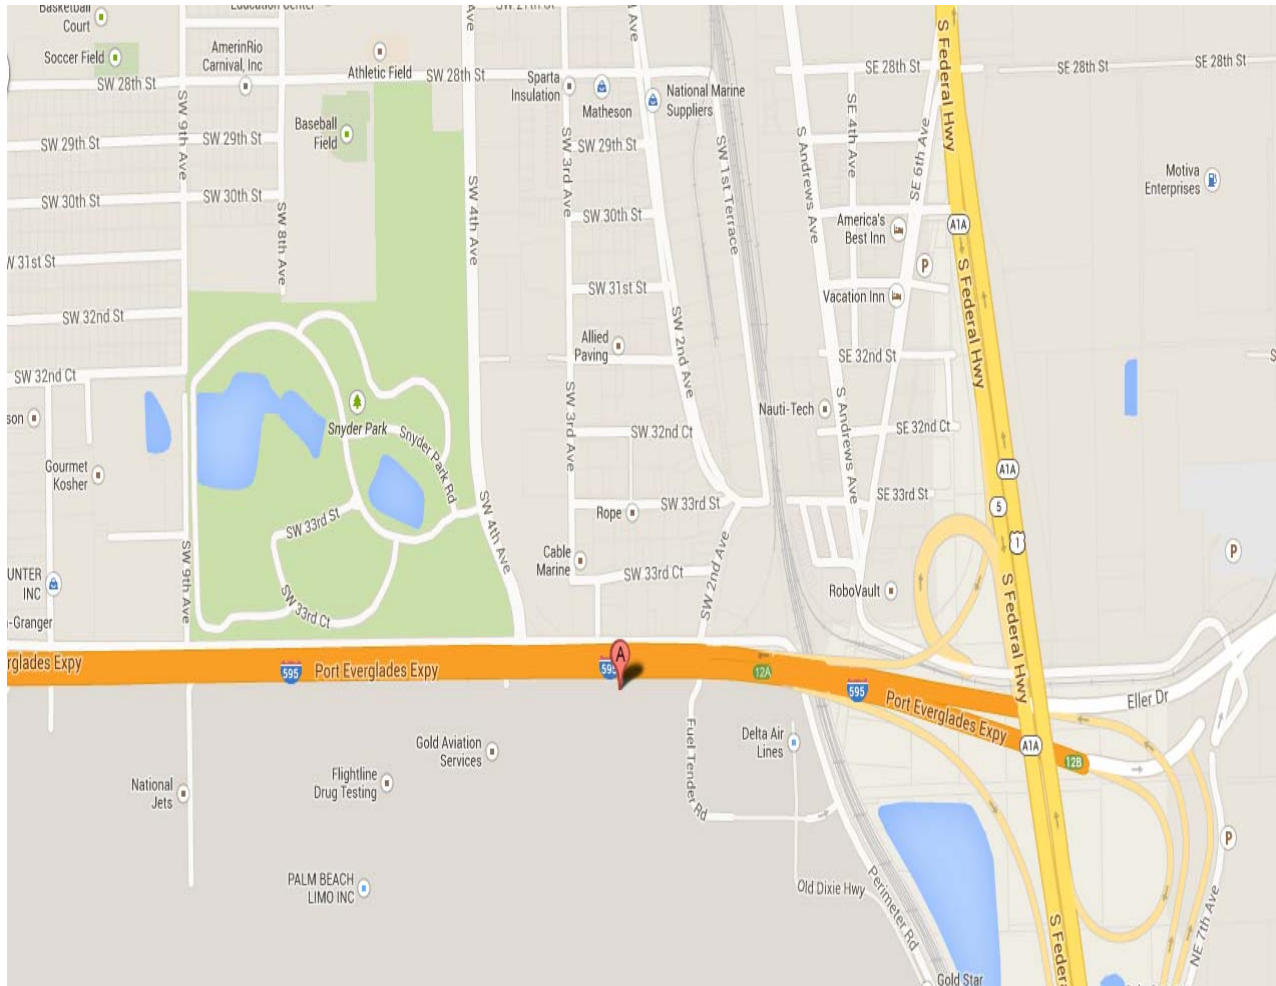 Basketball
Court
Education Center
Soccer Field
AmerinRio
Carnival, Inc
Athletic Field
SW 28th St
SW 28th St
Sparta
Insulation
Matheson
National Marine
Suppliers
SE 28th St
SE 28th St
SE 28th St
S Federal Hwy
SW 9th Ave
SW 29th St
SW 29th St
Baseball
Field
SW 3rd Ave
SW 29th St
SW 1st Terrace
S Andrews Ave
SE 4th Ave
SE 6th Ave
Motiva
Enterprises
SW 30th St
SW 30th St
SW 8th Ave
SW 4th Ave
SW 30th St
America's
Best Inn
A1A
P
S Federal Hwy
W 31st St
SW 31st St
Vacation Inn
SW 32nd St
SW 2nd Ave
Allied
Paving
SE 32nd St
SW 32nd Ct
son
Snyder Park
Snyder Park Rd
SW 3rd Ave
SW 32nd Ct
Nauti-Tech
S Andrews Ave
SE 32nd Ct
Gourmet
Kosher
A1A
SW 33rd St
SW 4th Ave
Rope
SW 33rd St
SE 33rd St
5
1
P
SW 9th Ave
Cable
Marine
SW 33rd Ct
SW 2nd Ave
UNTER
INC
SW 33rd Ct
RoboVault
S Federal Hwy
-Granger
rglades Expy
595
Port Everglades Expy
595
A
12A
595
Port Everglades Expy
Eller Dr
A1A
12B
Gold Aviation
Services
Fuel Tender Rd
Delta Air
Lines
National
Jets
Flightline
Drug Testing
P
PALM BEACH
LIMO INC
Old Dixie Hwy
Perimeter Rd
S Federa
NE 7th Ave
Gold Star